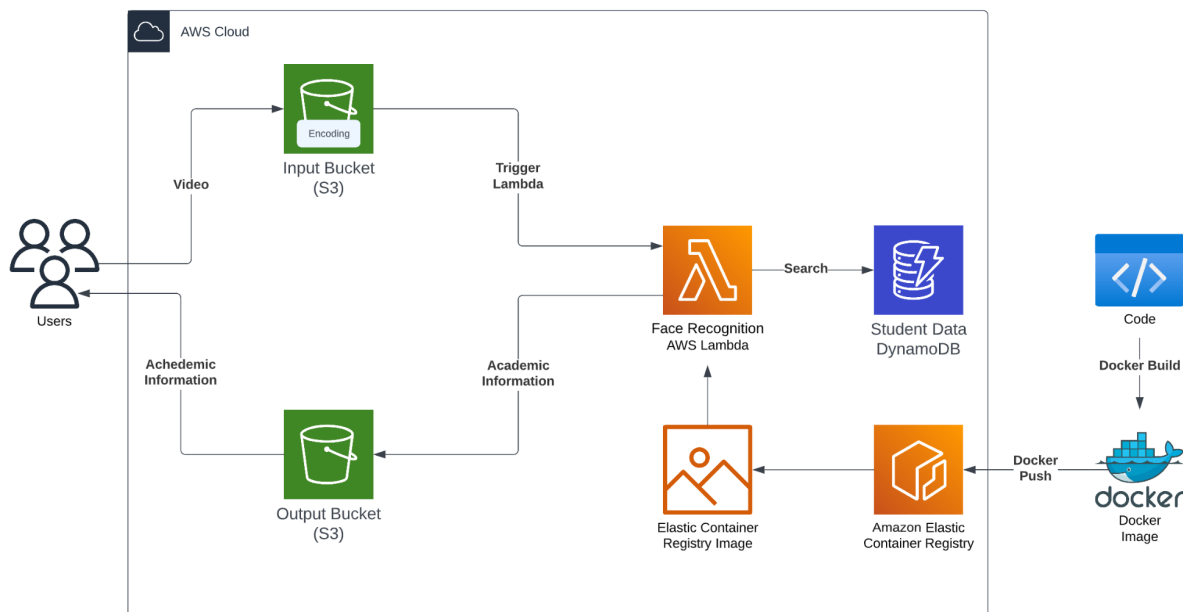 AWS Cloud
Encoding
Input Bucket
(S3)
Video
Trigger
Lambda
Users
Face Recognition
AWS Lambda
Search
Student Data
DynamoDB
Code
Docker Build
Achedemic
Information
Academic
Information
Output Bucket
(S3)
Elastic Container
Registry Image
Amazon Elastic
Container Registry
Docker
Push
docker
Docker
Image